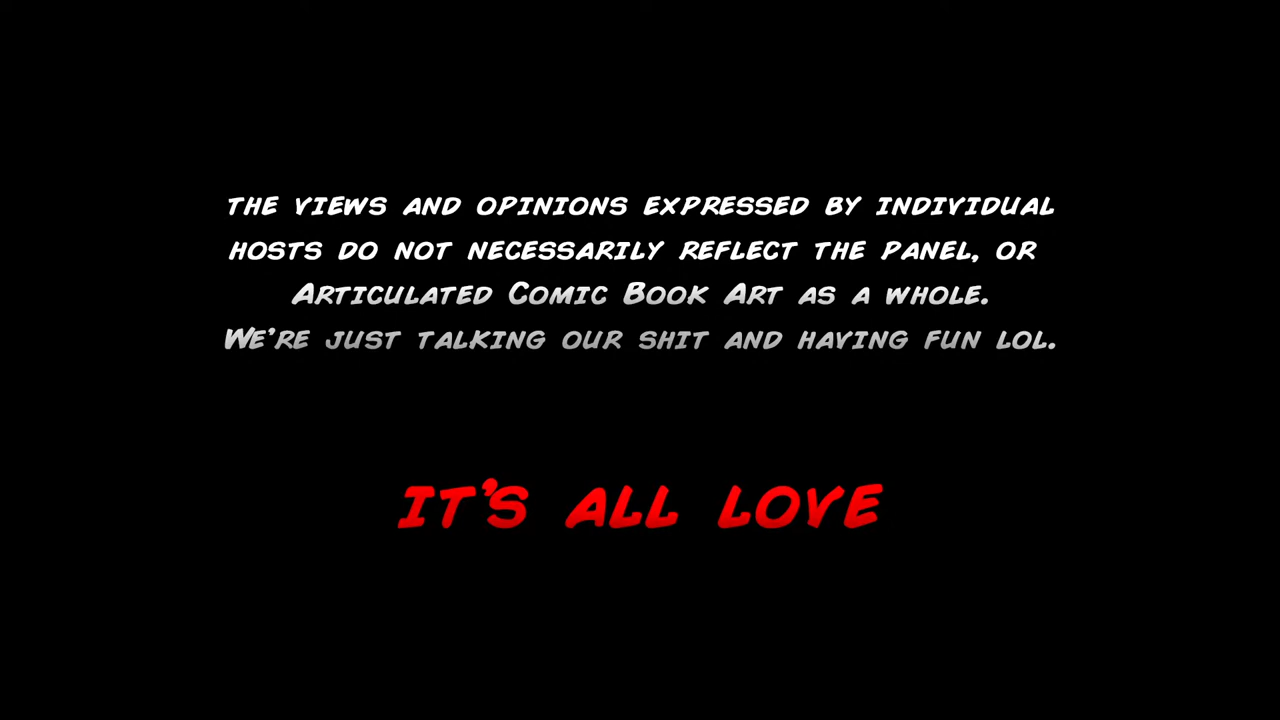 THE VIEWS AND OPINIONS EXPRESSED BY INDIVIDUAL
HOSTS DO NOT NECESSARILY REFLECT THE PANEL, OR
ARTICULATED COMIC BOOK ART AS A WHOLE.
WE'RE JUST TALKING OUR SHIT AND HAVING FUN LOL.
IT'S ALL LOVE